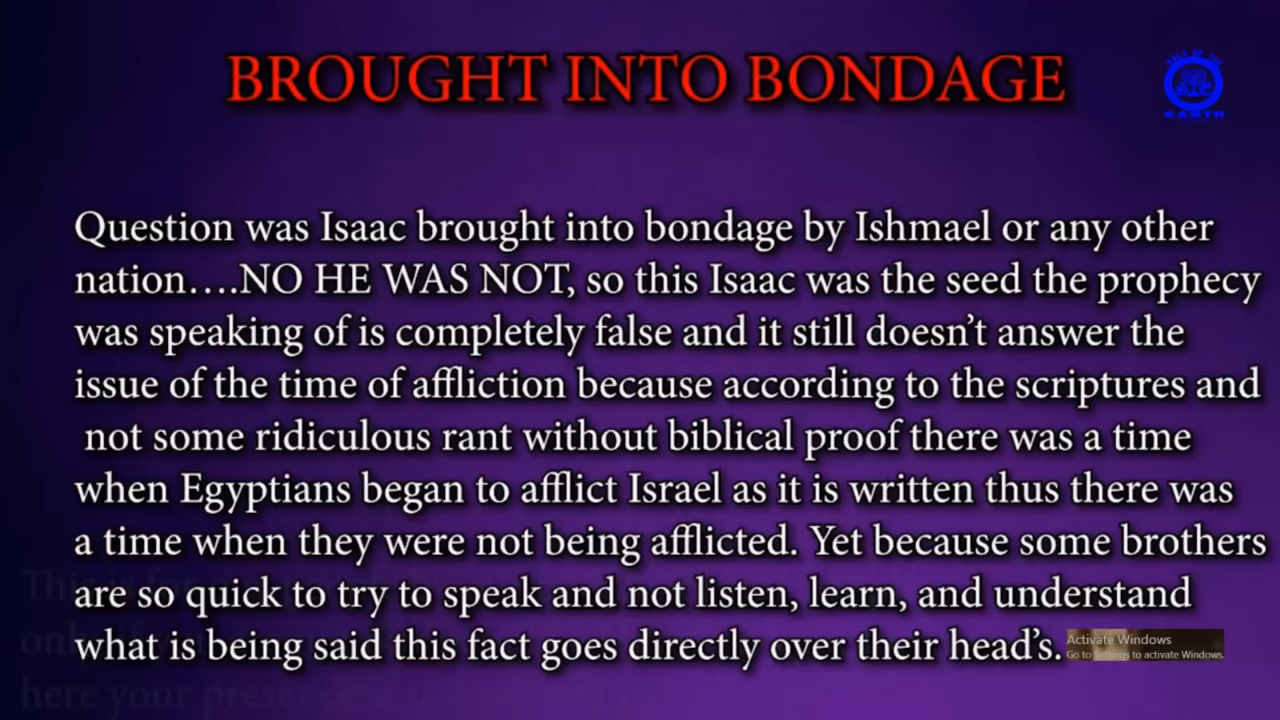 BROUGHT INTO BONDAGE
EARTH
Question was Isaac brought into bondage by Ishmael or any other
nation….NO HE WAS NOT, so this Isaac was the seed the prophecy
was speaking of is completely false and it still doesn’t answer the
issue of the time of affliction because according to the scriptures and
not some ridiculous rant without biblical proof there was a time
when Egyptians began to afflict Israel as it is written thus there was
a time when they were not being afflicted. Yet because some brothers
are so quick to try to speak and not listen, learn, and understand
what is being said this fact goes directly over their head’s.
Activate Windows
Go to Settings to activate Windows.
This is for
here your presence